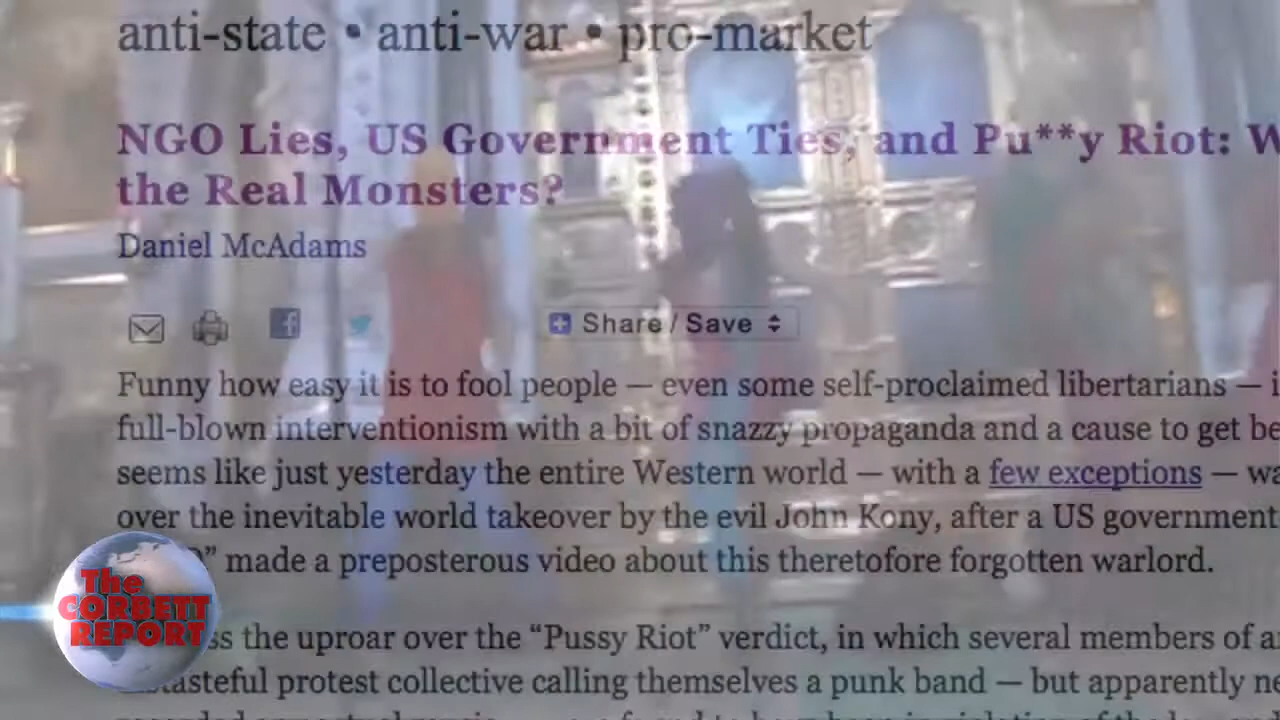 anti-state • anti-war • pro-market
NGO Lies, US Government Ties, and Pu**y Riot: W
the Real Monsters?
Daniel McAdams
Share / Save
Funny how easy it is to fool people — even some self-proclaimed libertarians — i
full-blown interventionism with a bit of snazzy propaganda and a cause to get be
seems like just yesterday the entire Western world — with a few exceptions — wa
over the inevitable world takeover by the evil John Kony, after a US government
” made a preposterous video about this theretofore forgotten warlord.
ss the uproar over the “Pussy Riot” verdict, in which several members of a
tasteful protest collective calling themselves a punk band — but apparently ne
The
CORBETT
REPORT